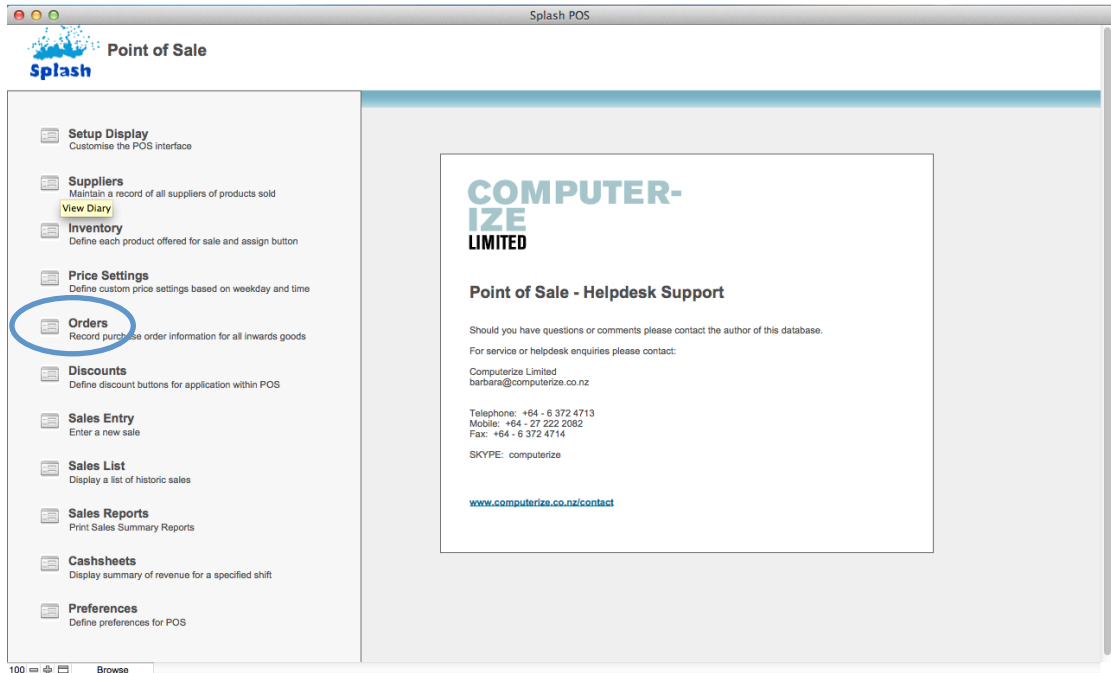 Splash POS
Point of Sale
Splash
Setup Display
Customise the POS interface
Suppliers
Maintain a record of all suppliers of products sold
View Diary
Inventory
Define each product offered for sale and assign button
Price Settings
Define custom price settings based on weekday and time
Orders
Record purchase order information for all inwards goods
Discounts
Define discount buttons for application within POS
Sales Entry
Enter a new sale
Sales List
Display a list of historic sales
Sales Reports
Print Sales Summary Reports
Cashsheets
Display summary of revenue for a specified shift
Preferences
Define preferences for POS
COMPUTER-
IZE
LIMITED
Point of Sale - Helpdesk Support
Should you have questions or comments please contact the author of this database.
For service or helpdesk enquiries please contact:
Computerize Limited
barbara@computerize.co.nz
Telephone: +64 - 6 372 4713
Mobile: +64 - 27 222 2082
Fax: +64 - 6 372 4714
SKYPE: computerize
www.computerize.co.nz/contact
100 Browse